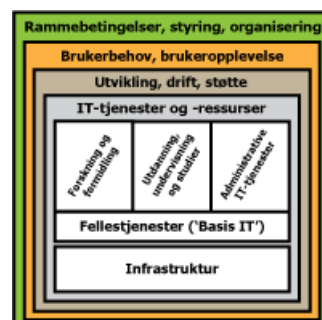 Rammebetingelser, styring, organisering
Brukerbehov, brukeropplevelse
Utvikling, drift, støtte
IT-tjenester og -ressurser
Forskning og
formidling
Utdanning,
undervisning
og studier
Administrative
IT-tjenester
Fellestjenester (‘Basis IT’)
Infrastruktur